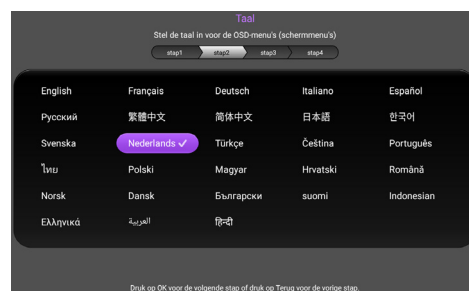 Taal
Stel de taal in voor de OSD-menu's (schermmenu's)
stap1 stap2 stap3 stap4
English Français Deutsch Italiano Español
Русский 繁體中文 简体中文 日本語 한국어
Svenska Nederlands ✓ Türkçe Čeština Português
ไทย Polski Magyar Hrvatski Română
Norsk Dansk Български suomi Indonesian
Ελληνικά العربية हिन्दी
Druk op OK voor de volgende stap of druk op Terug voor de vorige stap.